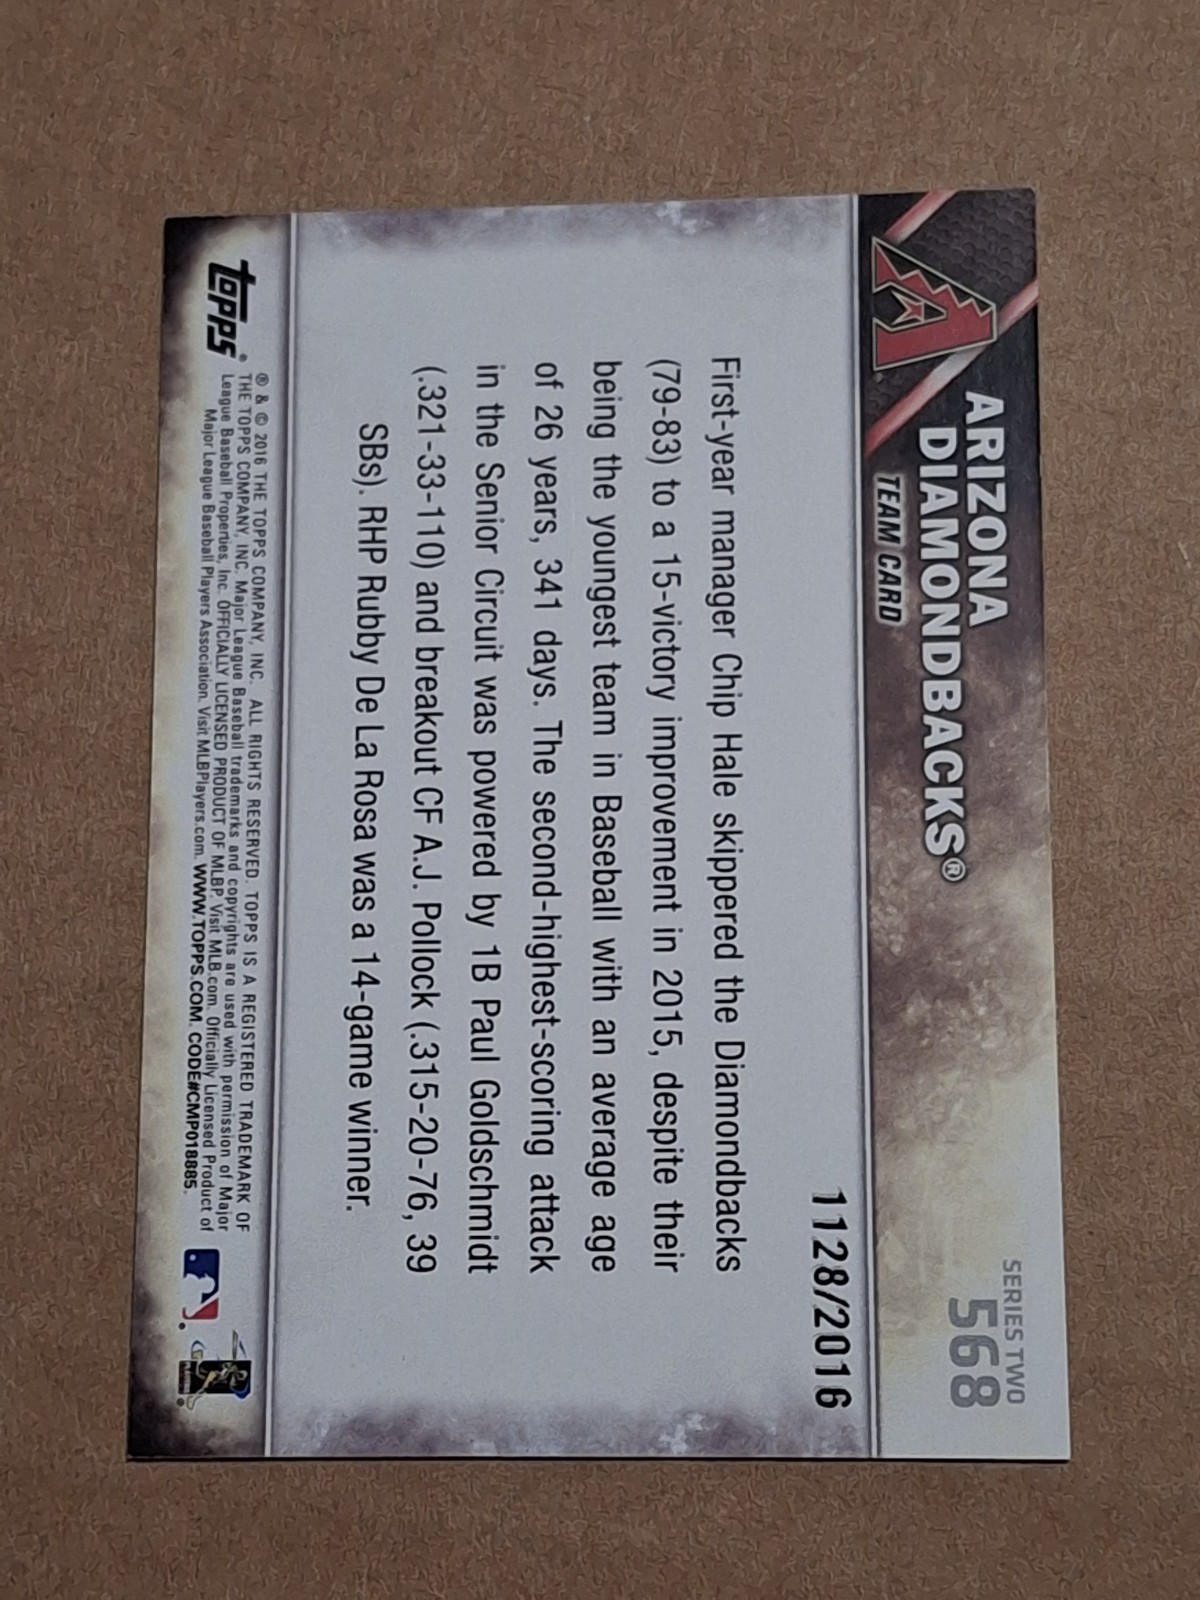 ARIZONA
DIAMONDBACKS®
TEAM CARD
SERIES TWO
568
1128/2016
First-year manager Chip Hale skippered the Diamondbacks
(79-83) to a 15-victory improvement in 2015, despite their
being the youngest team in Baseball with an average age
of 26 years, 341 days. The second-highest-scoring attack
in the Senior Circuit was powered by 1B Paul Goldschmidt
(.321-33-110) and breakout CF A.J. Pollock (.315-20-76, 39
SBs). RHP Rubby De La Rosa was a 14-game winner.
topps®
® & © 2016 THE TOPPS COMPANY, INC. ALL RIGHTS RESERVED. TOPPS IS A REGISTERED TRADEMARK OF
THE TOPPS COMPANY, INC. Major League Baseball trademarks and copyrights are used with permission of Major
League Baseball Properties, Inc. OFFICIALLY LICENSED PRODUCT OF MLBP. Visit MLB.com. Officially Licensed Product of
Major League Baseball Players Association. Visit MLBPlayers.com. WWW.TOPPS.COM. CODE#CMP018885.